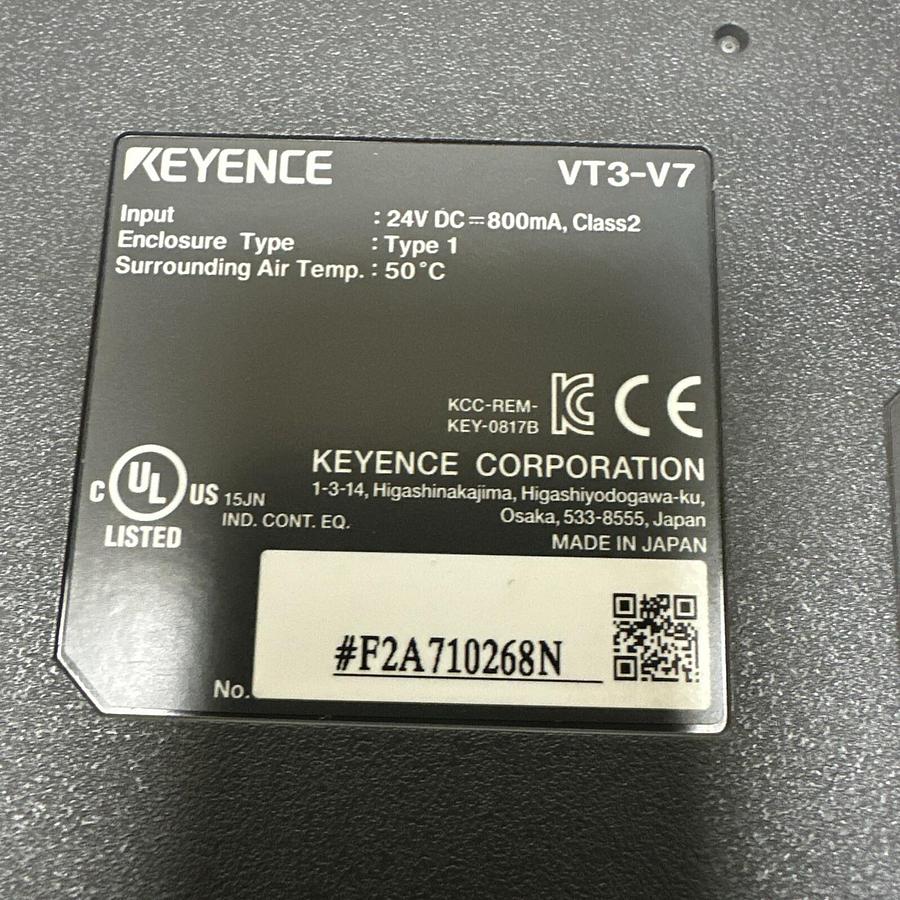 KEYENCE VT3-V7
Input : 24V DC⎓800mA, Class2
Enclosure Type : Type 1
Surrounding Air Temp. : 50°C
KCC-REM-
KEY-0817B
CE
C UL US 15JN
LISTED IND. CONT. EQ.
KEYENCE CORPORATION
1-3-14, Higashinakajima, Higashiyodogawa-ku,
Osaka, 533-8555, Japan
MADE IN JAPAN
No. #F2A710268N